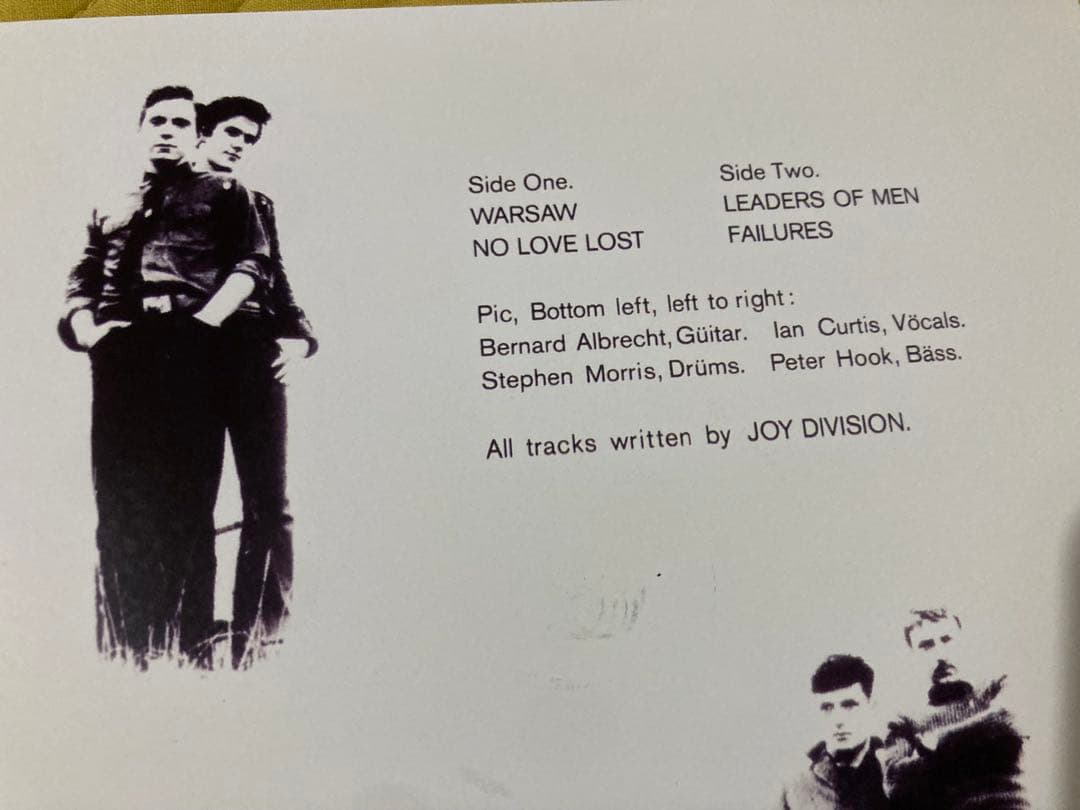 Side One.
WARSAW
NO LOVE LOST
Side Two.
LEADERS OF MEN
FAILURES
Pic, Bottom left, left to right:
Bernard Albrecht, Güitar. Ian Curtis, Vöcals.
Stephen Morris, Drüms. Peter Hook, Bäss.
All tracks written by JOY DIVISION.